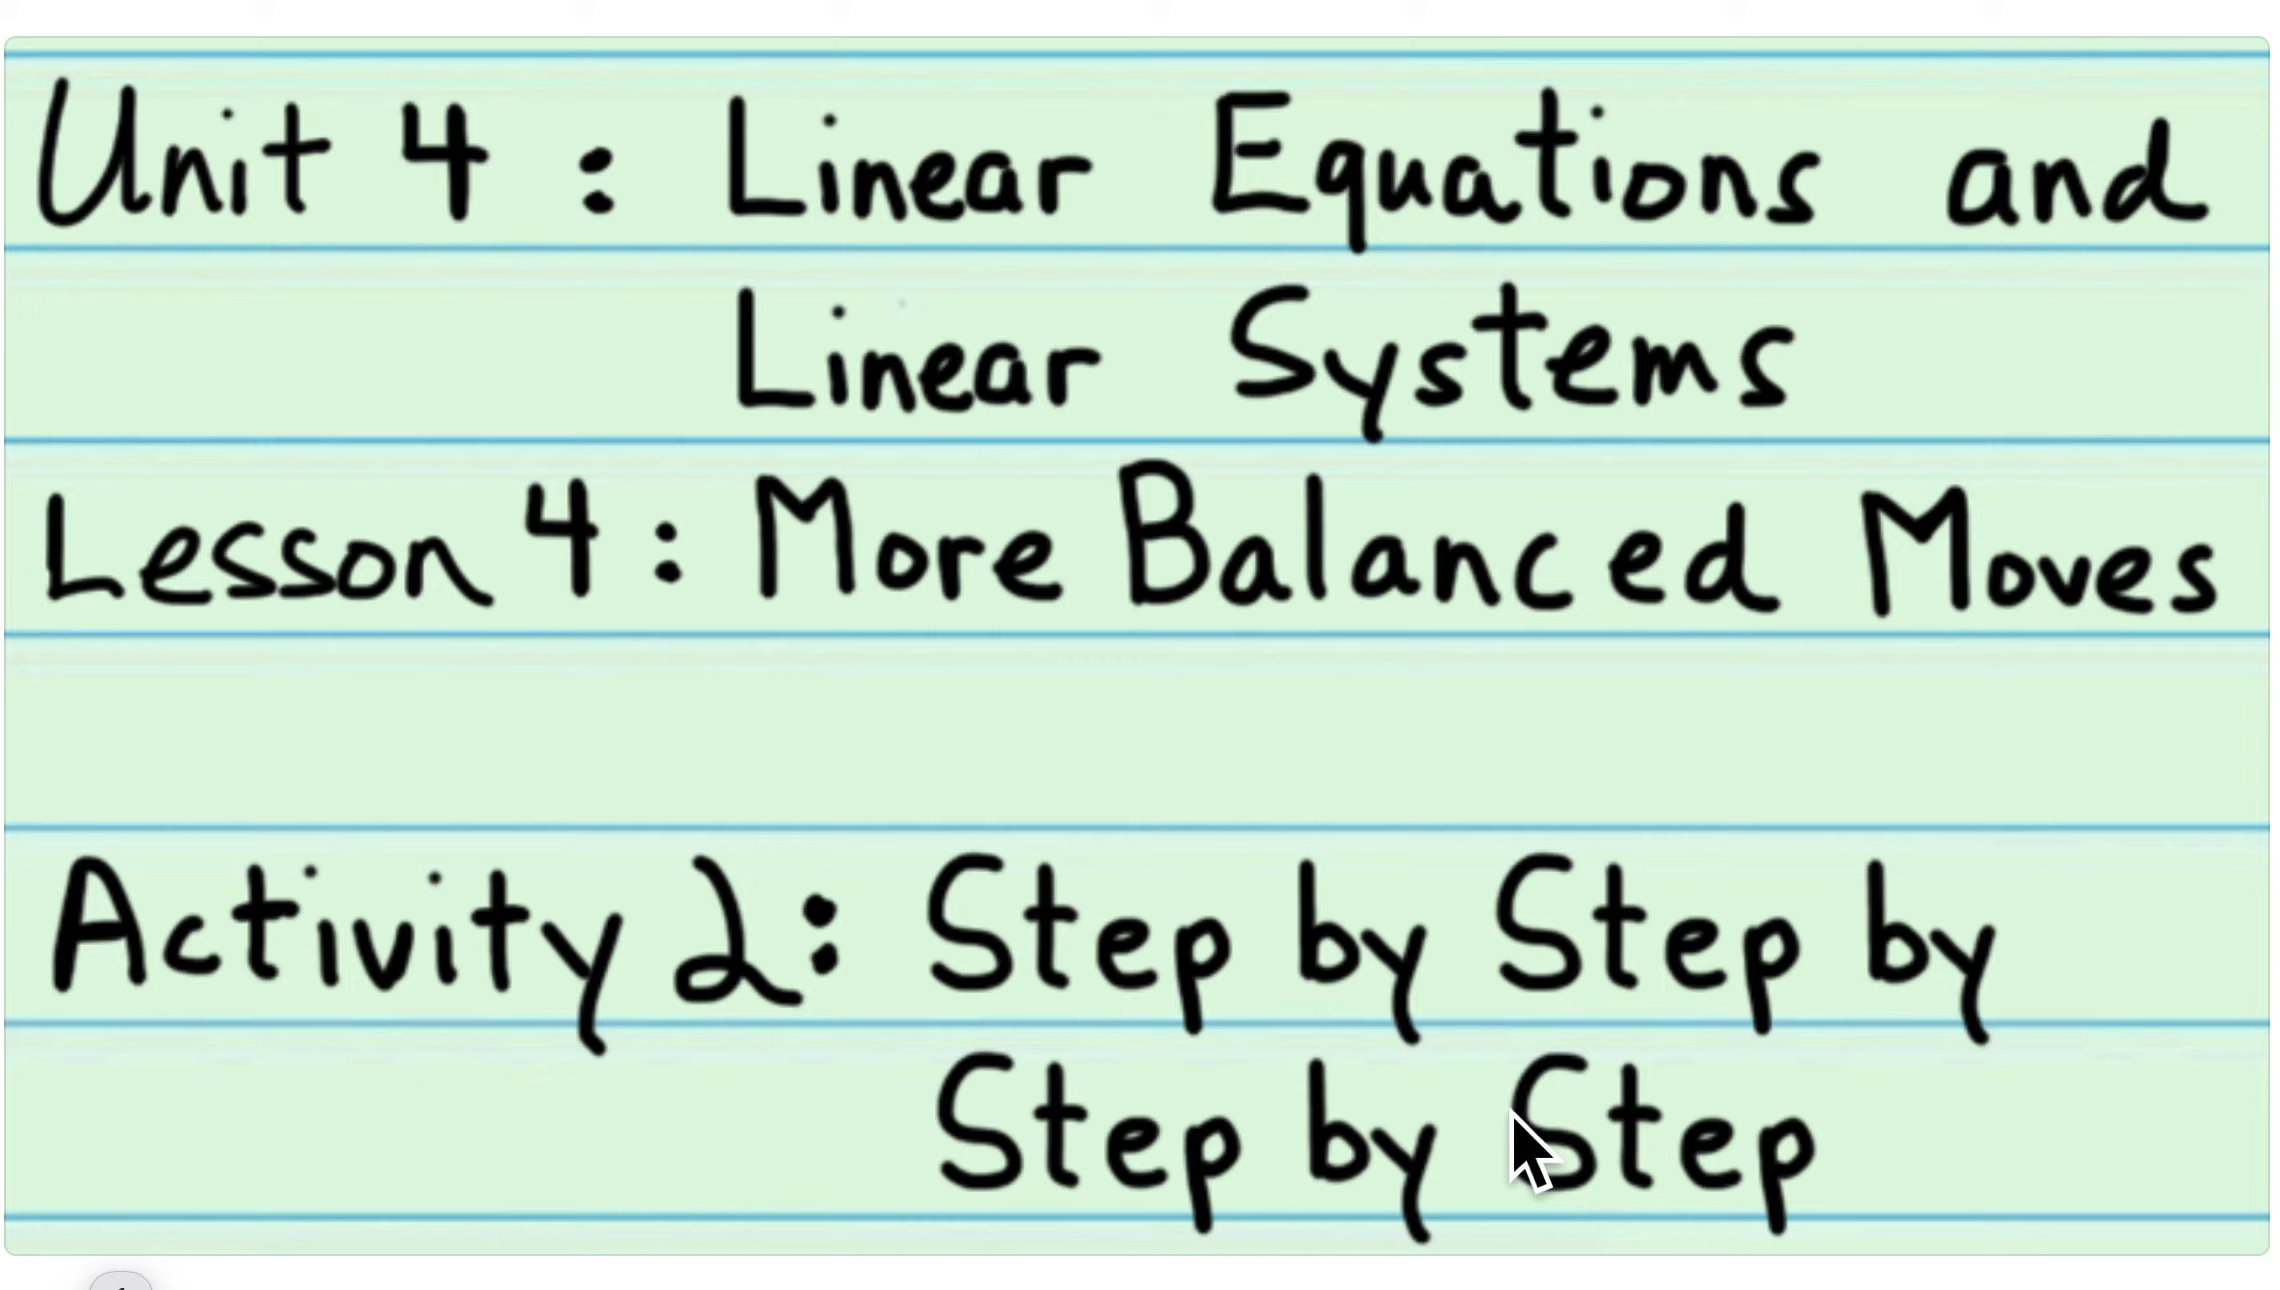 Unit 4 : Linear Equations and
Linear Systems
Lesson 4 : More Balanced Moves
Activity 2 : Step by Step by
Step by Step